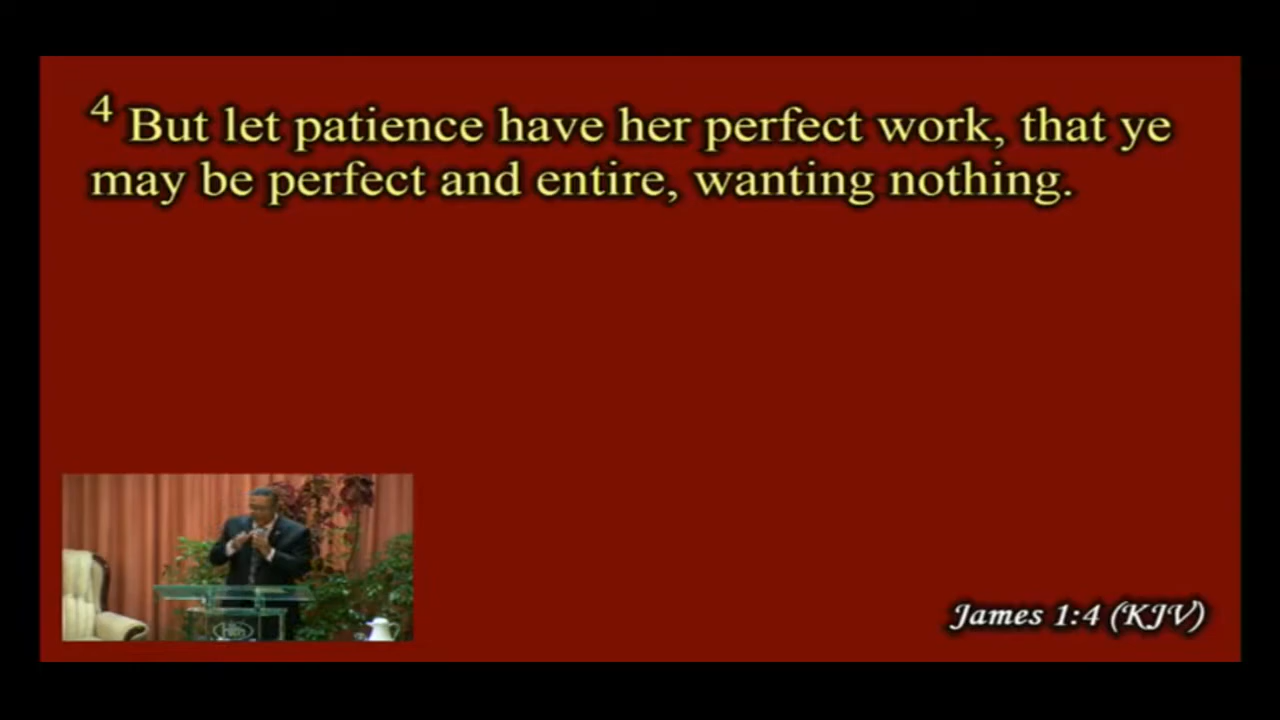 4 But let patience have her perfect work, that ye
may be perfect and entire, wanting nothing.
James 1:4 (KJV)